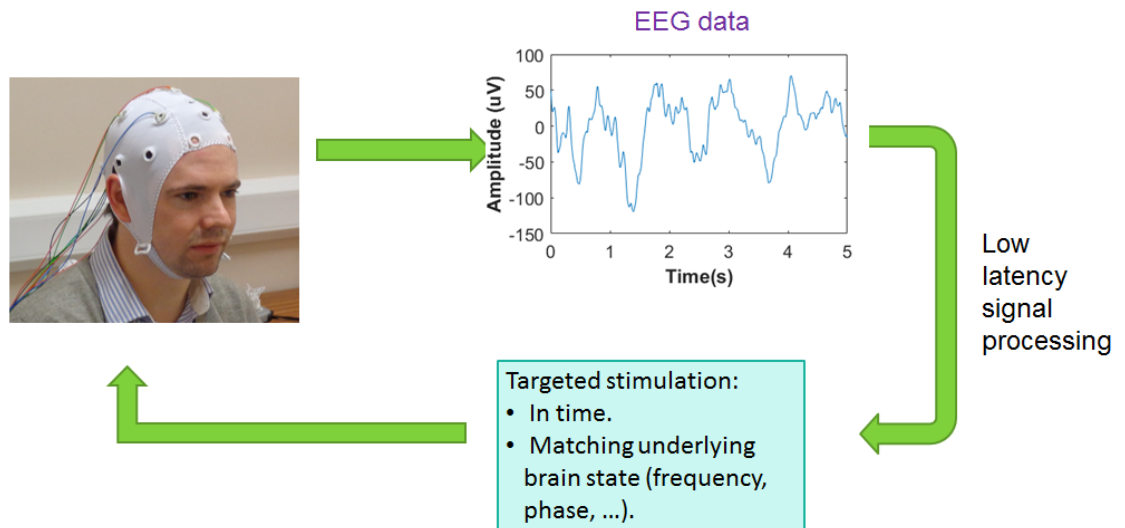 EEG data
100
50
0
-50
-100
-150
Amplitude (uV)
0 1 2 3 4 5
Time(s)
Low
latency
signal
processing
Targeted stimulation:
• In time.
• Matching underlying
brain state (frequency,
phase, ...).